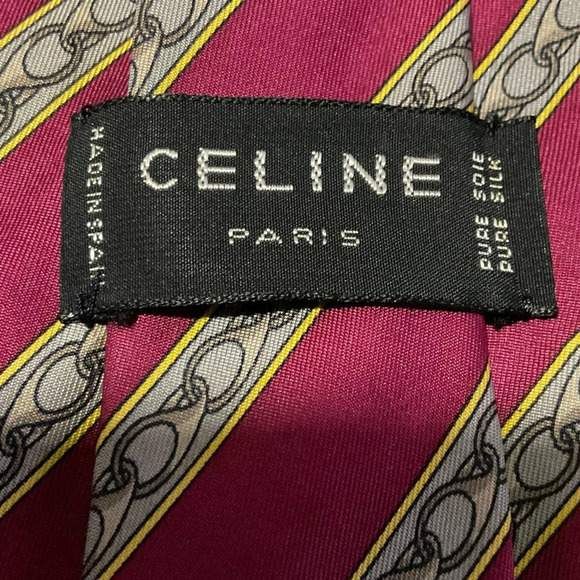 MADE IN SPAIN
CELINE
PARIS
PURE SOIE
PURE SILK